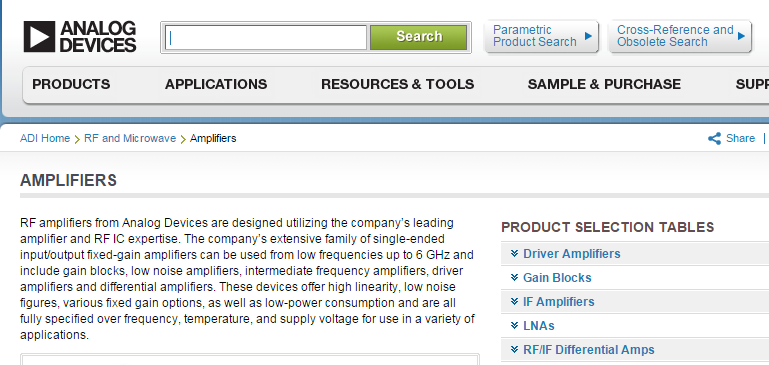 ANALOG
DEVICES
Search
Parametric
Product Search
Cross-Reference and
Obsolete Search
PRODUCTS APPLICATIONS RESOURCES & TOOLS SAMPLE & PURCHASE SUPP
ADI Home RF and Microwave Amplifiers Share |
AMPLIFIERS
RF amplifiers from Analog Devices are designed utilizing the company's leading
amplifier and RF IC expertise. The company's extensive family of single-ended
input/output fixed-gain amplifiers can be used from low frequencies up to 6 GHz and
include gain blocks, low noise amplifiers, intermediate frequency amplifiers, driver
amplifiers and differential amplifiers. These devices offer high linearity, low noise
figures, various fixed gain options, as well as low-power consumption and are all
fully specified over frequency, temperature, and supply voltage for use in a variety of
applications.
PRODUCT SELECTION TABLES
Driver Amplifiers
Gain Blocks
IF Amplifiers
LNAs
RF/IF Differential Amps